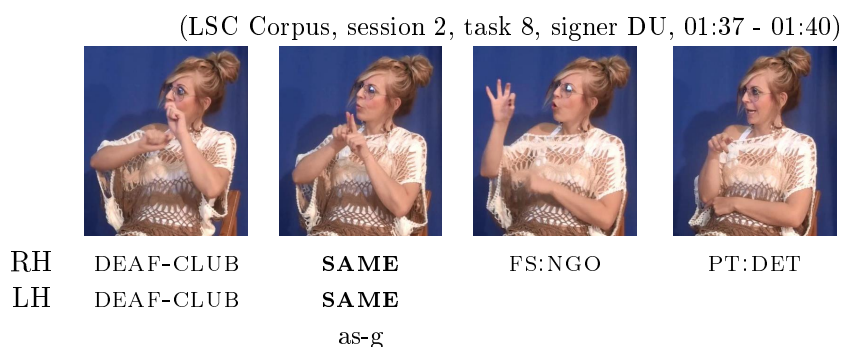 (LSC Corpus, session 2, task 8, signer DU, 01:37 - 01:40)
RH DEAF-CLUB SAME FS:NGO PT:DET
LH DEAF-CLUB SAME
as-g